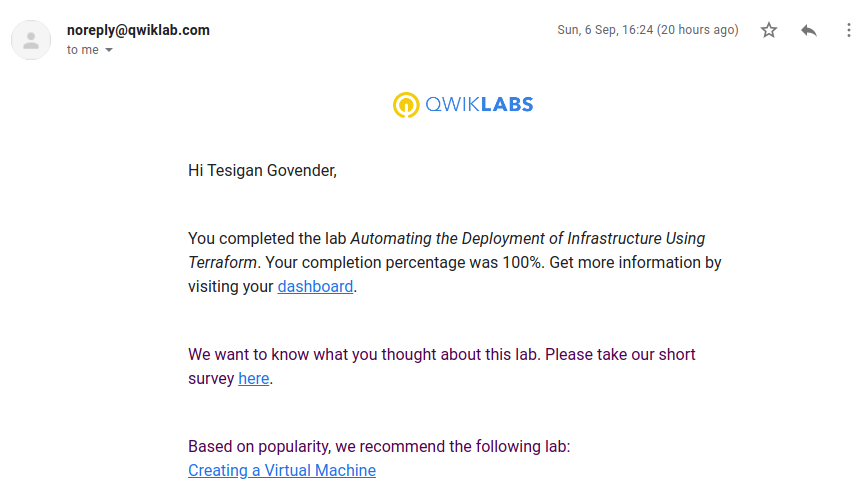 noreply@qwiklab.com
Sun, 6 Sep, 16:24 (20 hours ago)
to me
QWIKLABS
Hi Tesigan Govender,
You completed the lab Automating the Deployment of Infrastructure Using
Terraform. Your completion percentage was 100%. Get more information by
visiting your dashboard.
We want to know what you thought about this lab. Please take our short
survey here.
Based on popularity, we recommend the following lab:
Creating a Virtual Machine